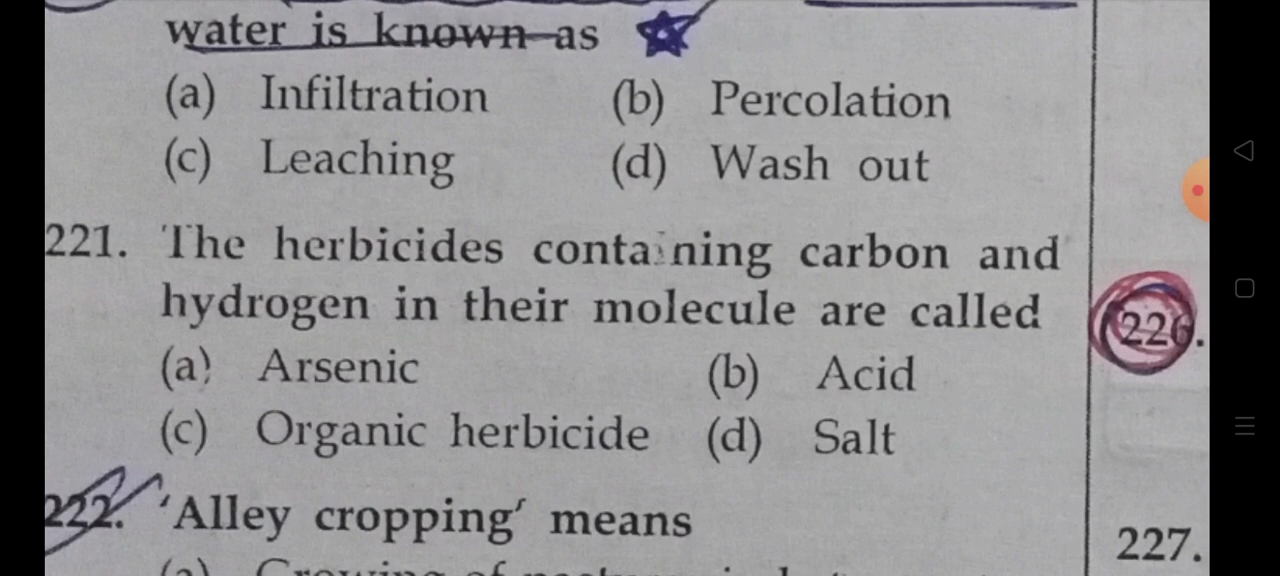 water is known as
(a) Infiltration (b) Percolation
(c) Leaching (d) Wash out
221. The herbicides containing carbon and
hydrogen in their molecule are called
(a) Arsenic (b) Acid
(c) Organic herbicide (d) Salt
222. 'Alley cropping' means
226.
227.